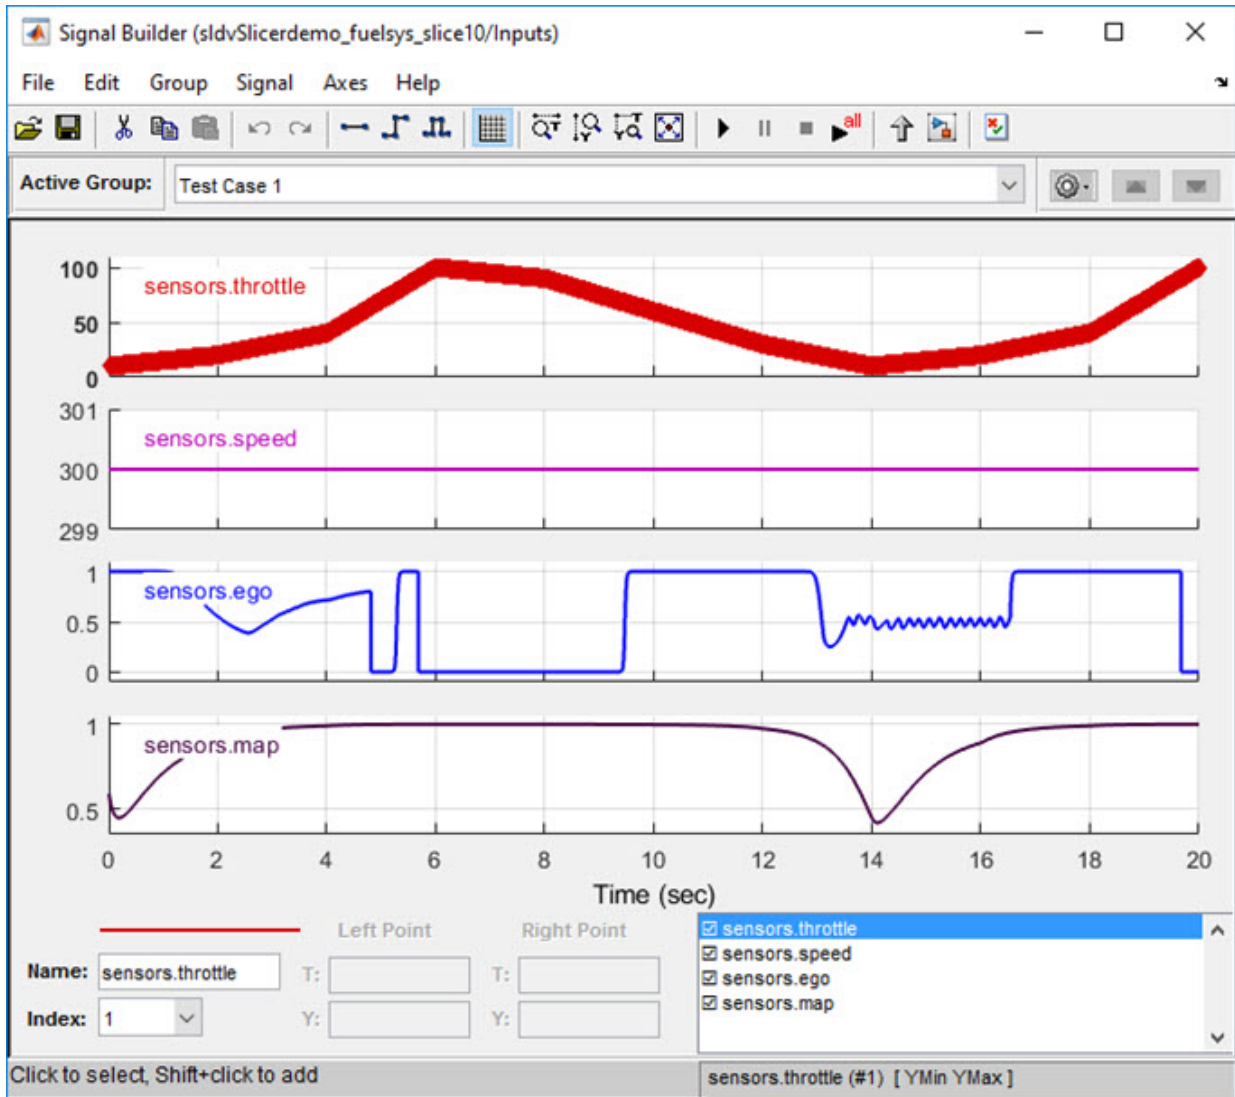 Signal Builder (sldvSlicerdemo_fuelsys_slice10/Inputs)
File Edit Group Signal Axes Help
all
Active Group: Test Case 1
100
50
0
sensors.throttle
301
300
299
sensors.speed
1
0.5
0
sensors.ego
1
0.5
sensors.map
0 2 4 6 8 10 12 14 16 18 20
Time (sec)
Left Point Right Point
Name: sensors.throttle T: T:
Index: 1 Y: Y:
sensors.throttle
sensors.speed
sensors.ego
sensors.map
Click to select, Shift+click to add
sensors.throttle (#1) [ YMin YMax ]